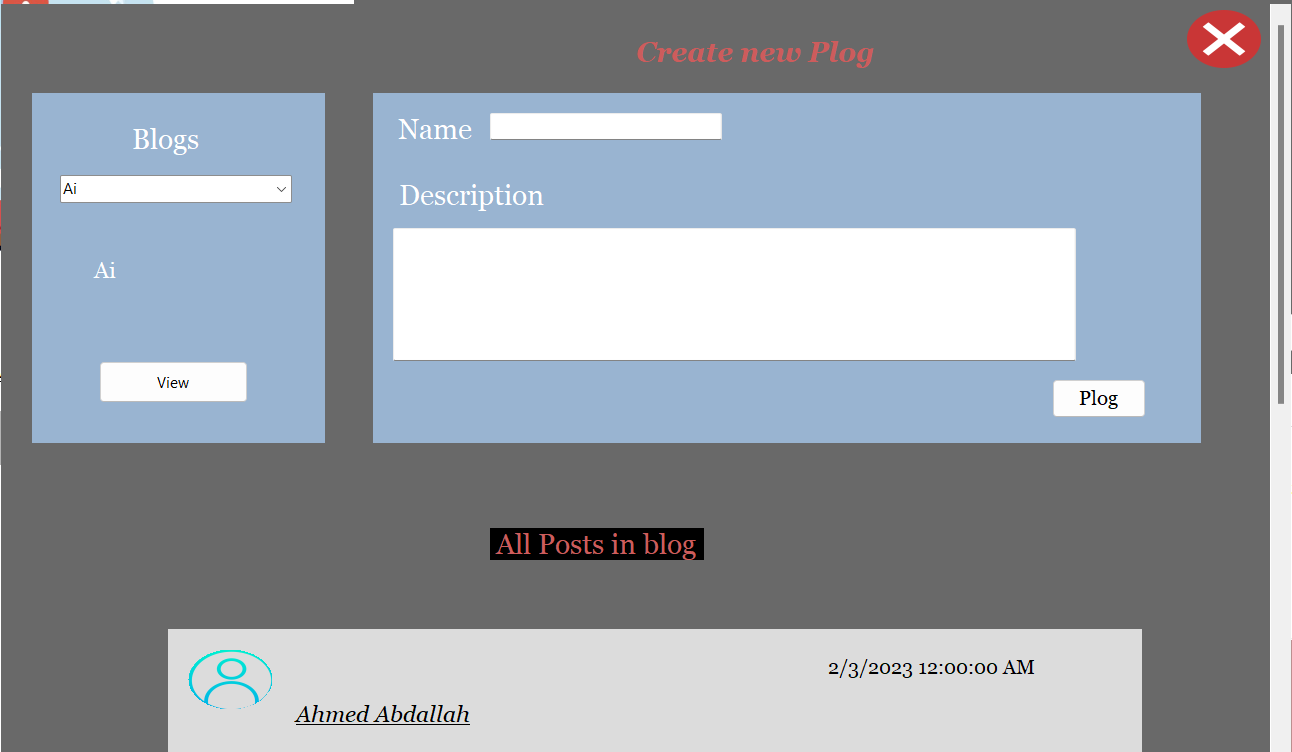 Create new Plog
Blogs
Ai
Ai
View
Name
Description
Plog
All Posts in blog
2/3/2023 12:00:00 AM
Ahmed Abdallah